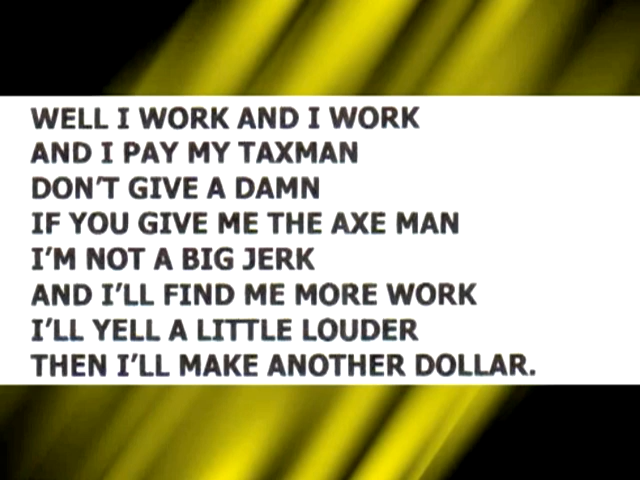 WELL I WORK AND I WORK
AND I PAY MY TAXMAN
DON'T GIVE A DAMN
IF YOU GIVE ME THE AXE MAN
I'M NOT A BIG JERK
AND I'LL FIND ME MORE WORK
I'LL YELL A LITTLE LOUDER
THEN I'LL MAKE ANOTHER DOLLAR.